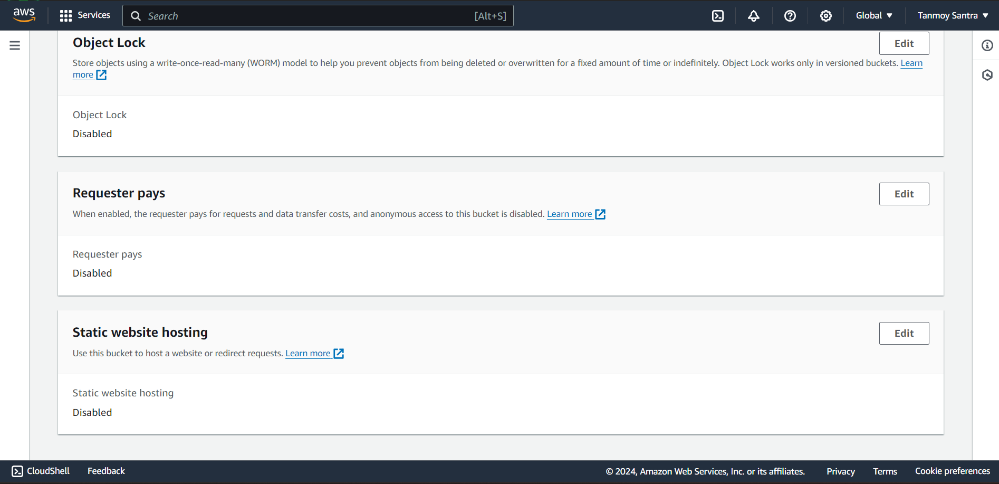 aws
Services
Search [Alt+S]
Global
Tanmoy Santra
Object Lock
Edit
Store objects using a write-once-read-many (WORM) model to help you prevent objects from being deleted or overwritten for a fixed amount of time or indefinitely. Object Lock works only in versioned buckets. Learn
more
Object Lock
Disabled
Requester pays
Edit
When enabled, the requester pays for requests and data transfer costs, and anonymous access to this bucket is disabled. Learn more
Requester pays
Disabled
Static website hosting
Edit
Use this bucket to host a website or redirect requests. Learn more
Static website hosting
Disabled
CloudShell
Feedback
© 2024, Amazon Web Services, Inc. or its affiliates.
Privacy
Terms
Cookie preferences